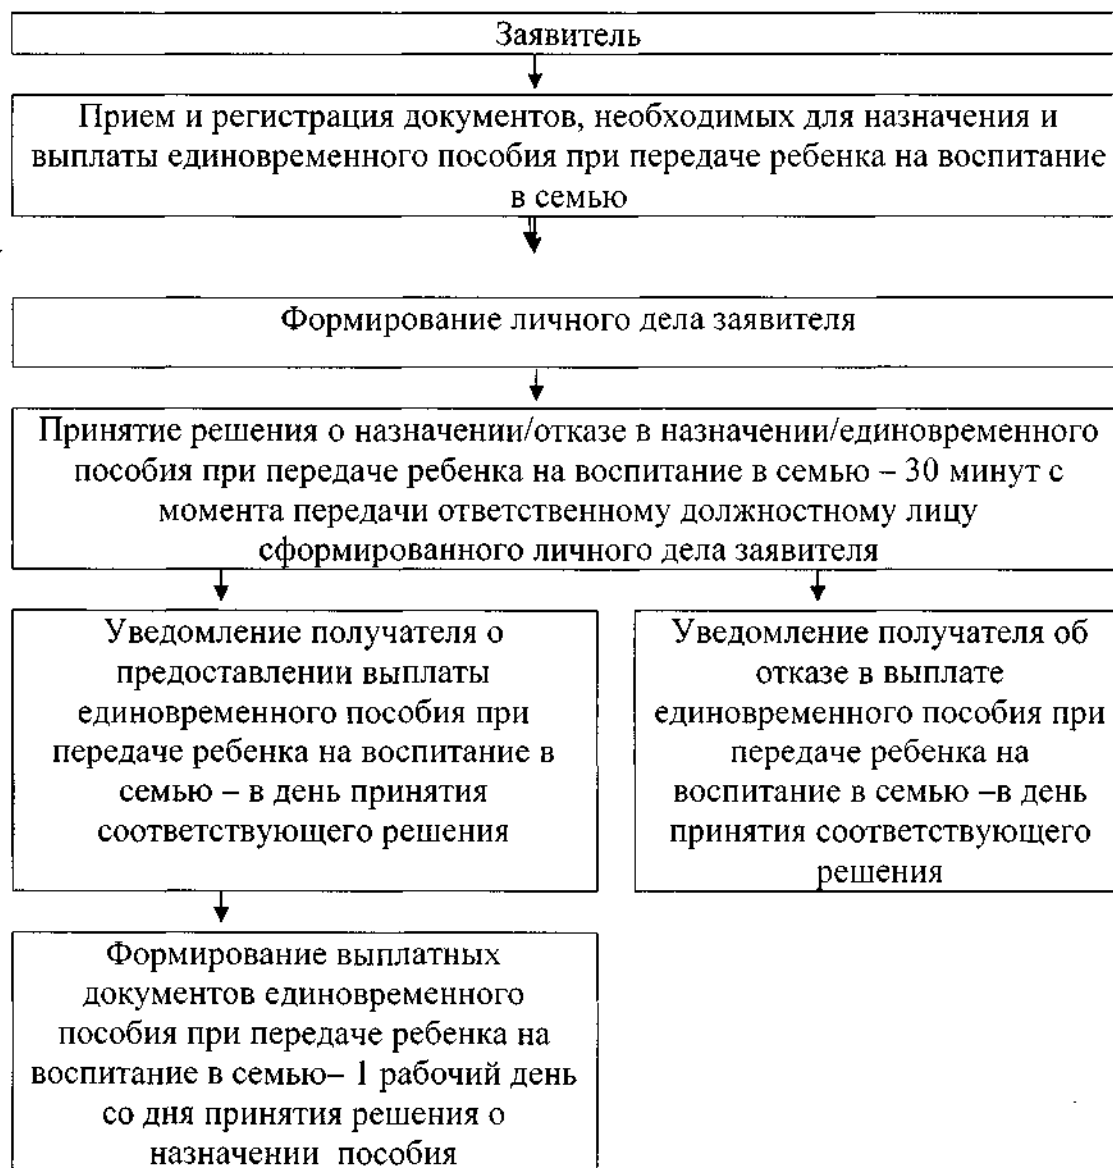 Заявитель
Прием и регистрация документов, необходимых для назначения и
выплаты единовременного пособия при передаче ребенка на воспитание
в семью
Формирование личного дела заявителя
Принятие решения о назначении/отказе в назначении/единовременного
пособия при передаче ребенка на воспитание в семью – 30 минут с
момента передачи ответственному должностному лицу
сформированного личного дела заявителя
Уведомление получателя о
предоставлении выплаты
единовременного пособия при
передаче ребенка на воспитание в
семью – в день принятия
соответствующего решения
Уведомление получателя об
отказе в выплате
единовременного пособия при
передаче ребенка на
воспитание в семью –в день
принятия соответствующего
решения
Формирование выплатных
документов единовременного
пособия при передаче ребенка на
воспитание в семью– 1 рабочий день
со дня принятия решения о
назначении пособия